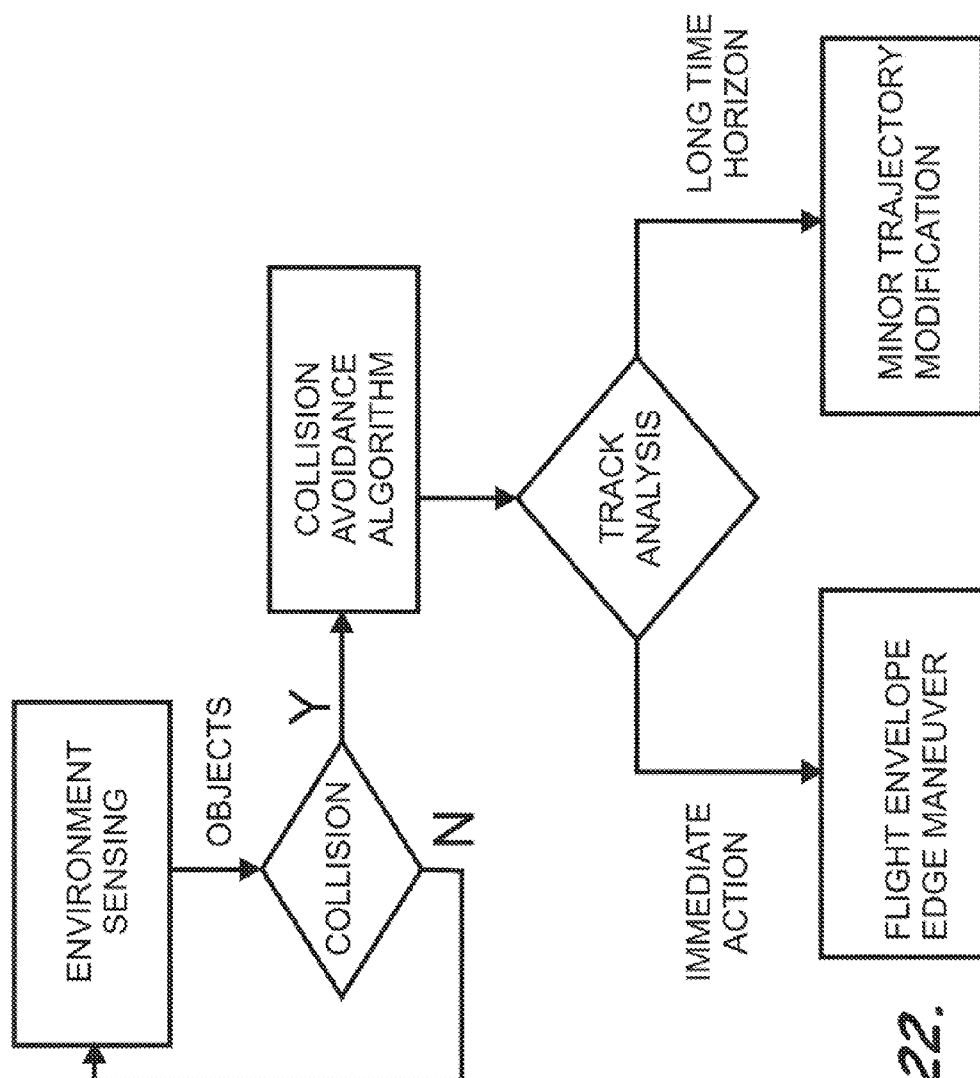 ENVIRONMENT
SENSING
OBJECTS
COLLISION
Y
N
COLLISION
AVOIDANCE
ALGORITHM
TRACK
ANALYSIS
IMMEDIATE
ACTION
LONG TIME
HORIZON
FLIGHT ENVELOPE
EDGE MANEUVER
MINOR TRAJECTORY
MODIFICATION
22.